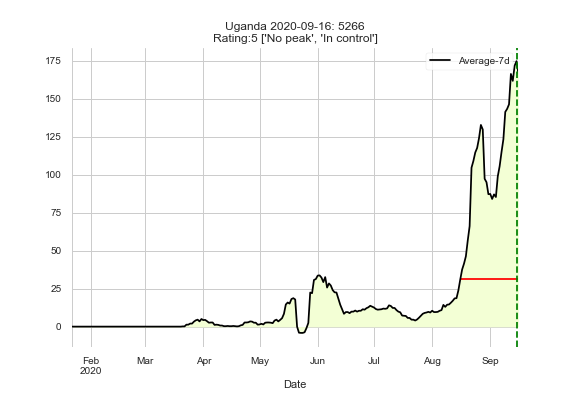 Uganda 2020-09-16: 5266
Rating:5 ['No peak', 'In control']
Average-7d
175
150
125
100
75
50
25
0
Feb Mar Apr May Jun Jul Aug Sep
2020
Date